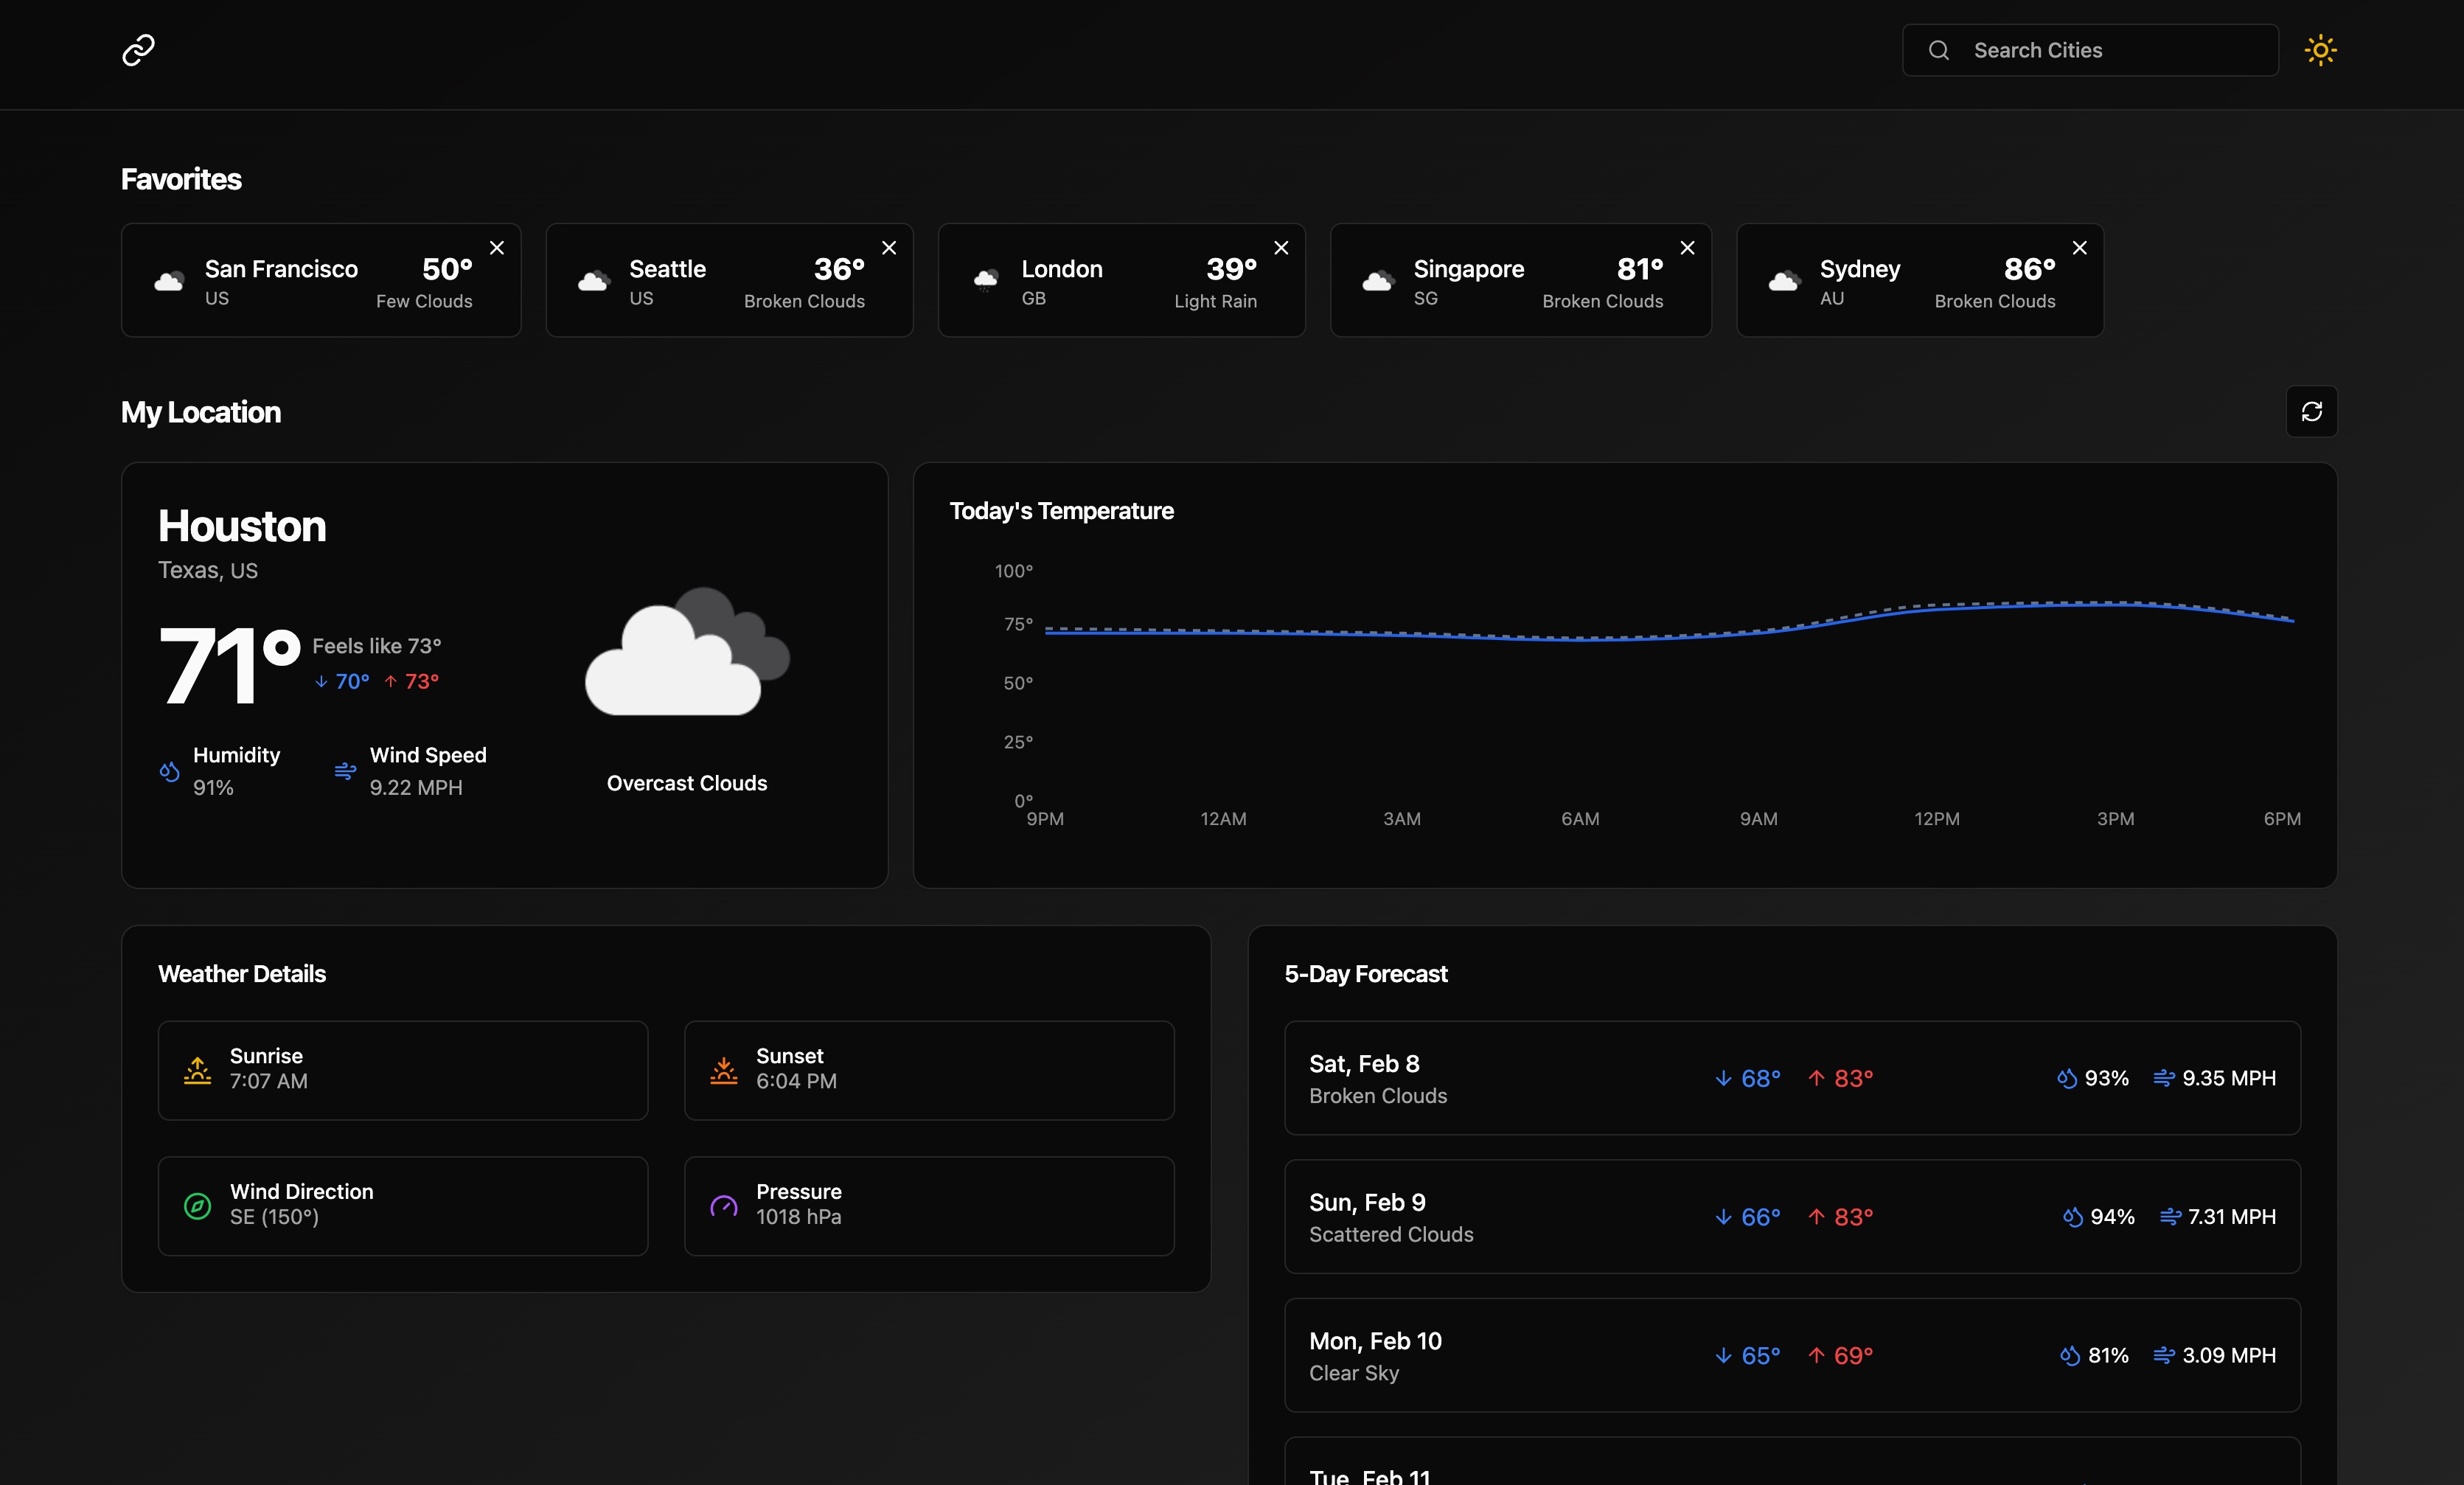 Search Cities
Favorites
San Francisco 50°
US Few Clouds
Seattle 36°
US Broken Clouds
London 39°
GB Light Rain
Singapore 81°
SG Broken Clouds
Sydney 86°
AU Broken Clouds
My Location
Houston
Texas, US
71° Feels like 73°
70° 73°
Humidity
91%
Wind Speed
9.22 MPH
Overcast Clouds
Today's Temperature
100°
75°
50°
25°
0°
9PM 12AM 3AM 6AM 9AM 12PM 3PM 6PM
Weather Details
Sunrise
7:07 AM
Sunset
6:04 PM
Wind Direction
SE (150°)
Pressure
1018 hPa
5-Day Forecast
Sat, Feb 8
Broken Clouds
68° 83° 93% 9.35 MPH
Sun, Feb 9
Scattered Clouds
66° 83° 94% 7.31 MPH
Mon, Feb 10
Clear Sky
65° 69° 81% 3.09 MPH
Tue, Feb 11